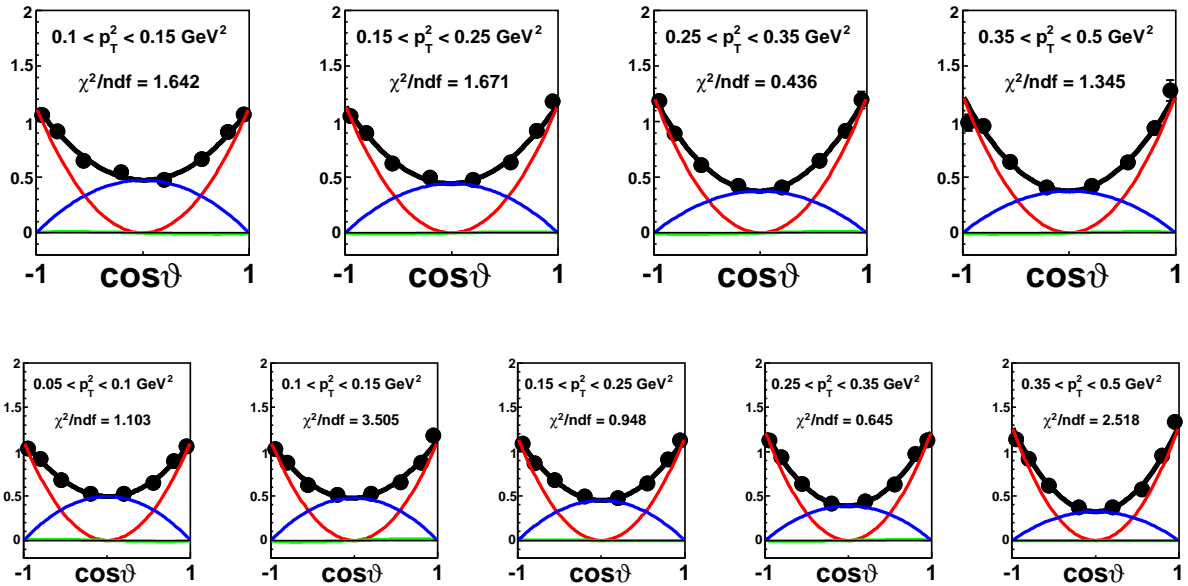 2
1.5
1
0.5
0
0.1 < p_T^2 < 0.15 GeV^2
χ^2/ndf = 1.642
-1 cosϑ 1
2
1.5
1
0.5
0
0.15 < p_T^2 < 0.25 GeV^2
χ^2/ndf = 1.671
-1 cosϑ 1
2
1.5
1
0.5
0
0.25 < p_T^2 < 0.35 GeV^2
χ^2/ndf = 0.436
-1 cosϑ 1
2
1.5
1
0.5
0
0.35 < p_T^2 < 0.5 GeV^2
χ^2/ndf = 1.345
-1 cosϑ 1
2
1.5
1
0.5
0
0.05 < p_T^2 < 0.1 GeV^2
χ^2/ndf = 1.103
-1 cosϑ 1
2
1.5
1
0.5
0
0.1 < p_T^2 < 0.15 GeV^2
χ^2/ndf = 3.505
-1 cosϑ 1
2
1.5
1
0.5
0
0.15 < p_T^2 < 0.25 GeV^2
χ^2/ndf = 0.948
-1 cosϑ 1
2
1.5
1
0.5
0
0.25 < p_T^2 < 0.35 GeV^2
χ^2/ndf = 0.645
-1 cosϑ 1
2
1.5
1
0.5
0
0.35 < p_T^2 < 0.5 GeV^2
χ^2/ndf = 2.518
-1 cosϑ 1